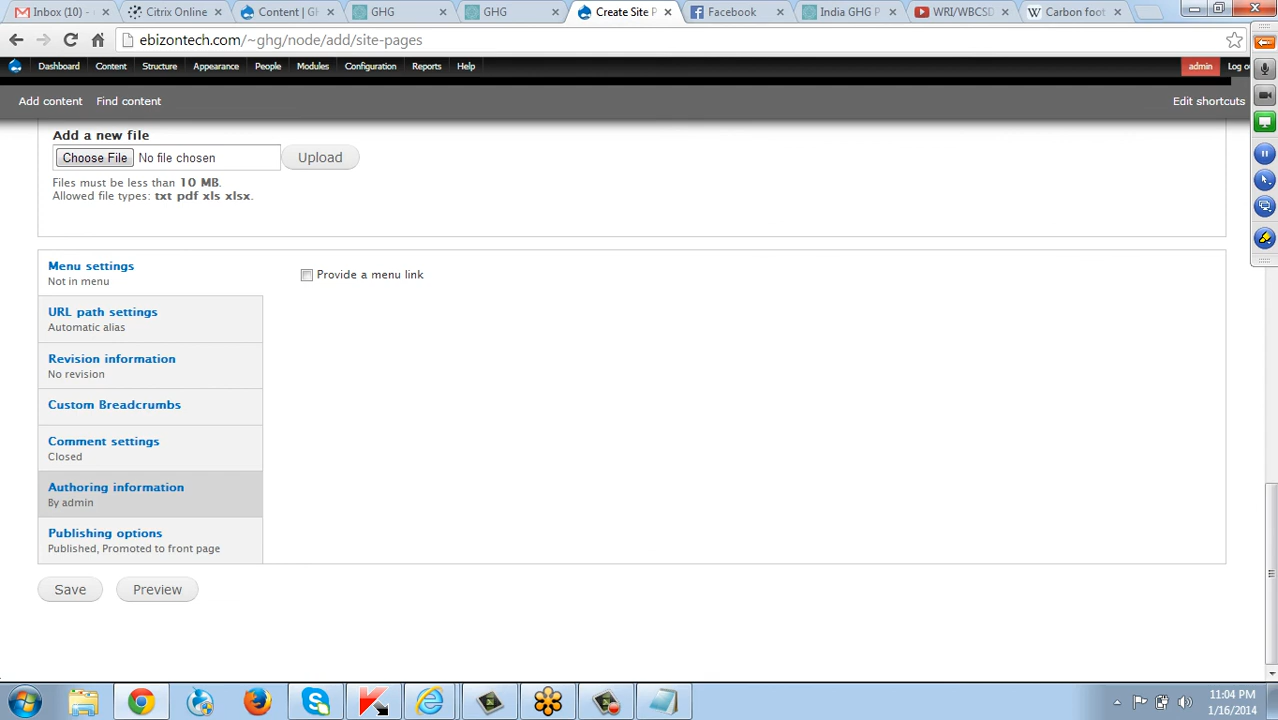 Inbox (10) -
Citrix Online
Content | GH
GHG
GHG
Create Site P
Facebook
India GHG P
WRI/WBCSD
Carbon foot
ebizontech.com/~ghg/node/add/site-pages
Dashboard
Content
Structure
Appearance
People
Modules
Configuration
Reports
Help
admin
Log o
Add content
Find content
Edit shortcuts
Add a new file
Choose File No file chosen
Upload
Files must be less than 10 MB.
Allowed file types: txt pdf xls xlsx.
Menu settings
Not in menu
Provide a menu link
URL path settings
Automatic alias
Revision information
No revision
Custom Breadcrumbs
Comment settings
Closed
Authoring information
By admin
Publishing options
Published, Promoted to front page
Save
Preview
11:04 PM
1/16/2014